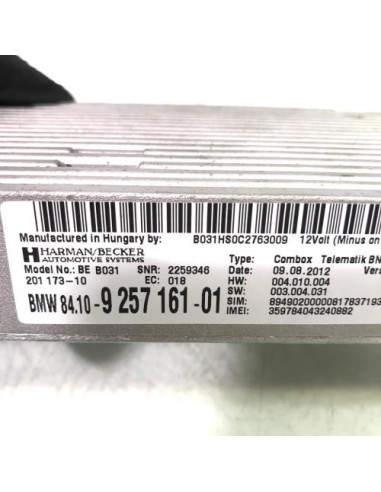 Manufactured in Hungary by: B031HS0C2763009 12Volt (Minus on
HARMAN/BECKER Type: Combox Telematik BN
AUTOMOTIVE SYSTEMS Date: 09.08.2012
Model No.: BE B031 SNR: 2259346 HW: 004.010.004
201 173-10 EC: 018 SW: 003.004.031
BMW 84.10-9 257 161-01 SIM: 8949020000081783719
IMEI: 359784043240882